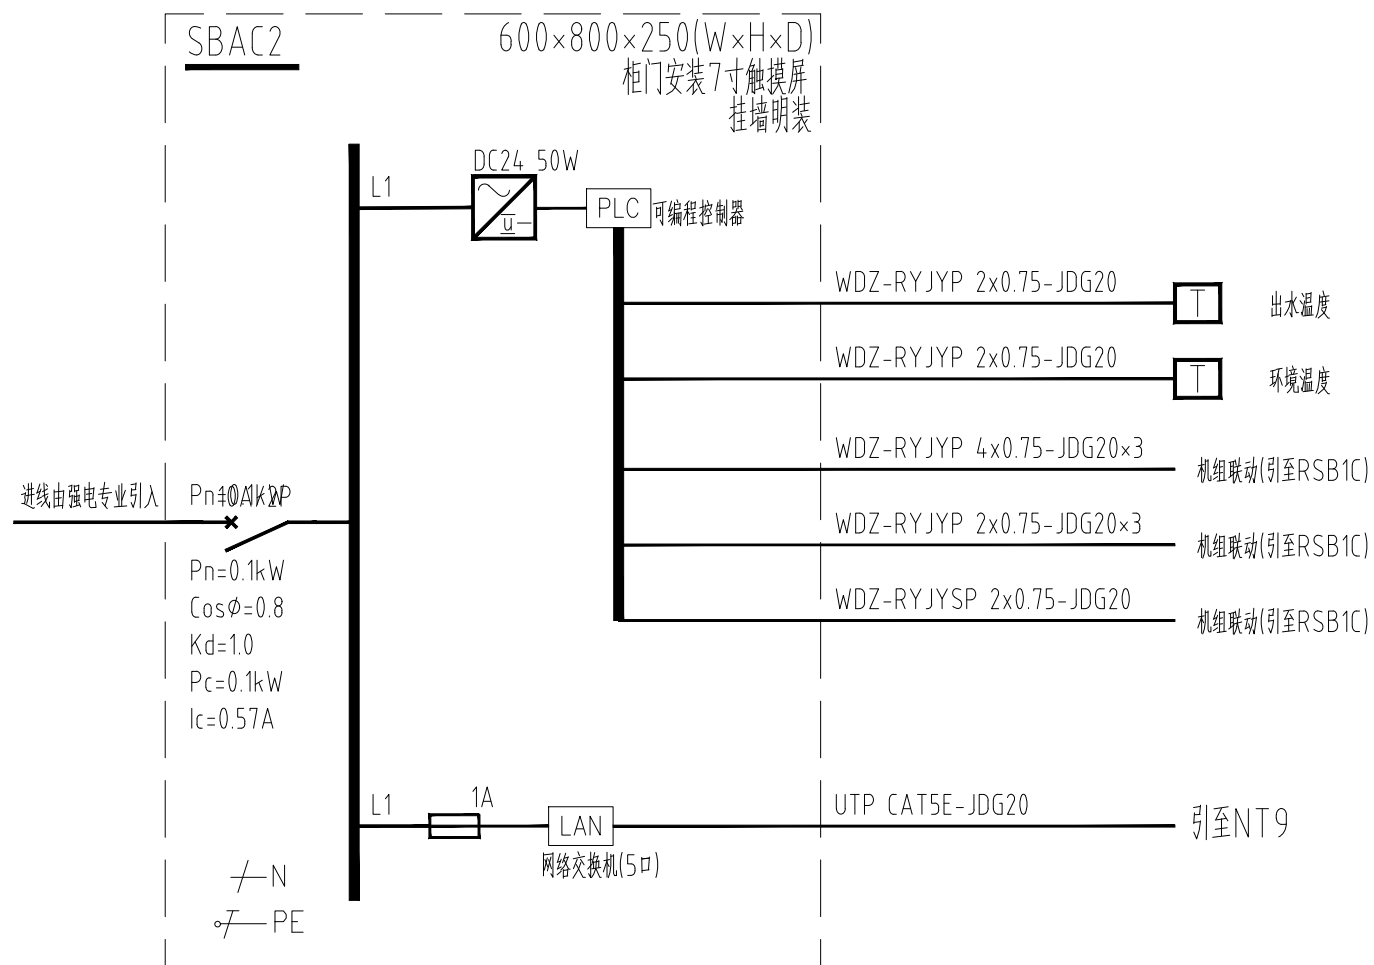 SBAC2
600×800×250(W×H×D)
柜门安装7寸触摸屏
挂墙明装
DC24 50W
L1
u
PLC
可编程控制器
WDZ-RYJYP 2x0.75-JDG20
T
出水温度
WDZ-RYJYP 2x0.75-JDG20
T
环境温度
WDZ-RYJYP 4x0.75-JDG20×3
机组联动(引至RSB1C)
进线由强电专业引入
Pn=0.1kW
10A/2P
WDZ-RYJYP 2x0.75-JDG20×3
机组联动(引至RSB1C)
Pn=0.1kW
Cosφ=0.8
Kd=1.0
Pc=0.1kW
Ic=0.57A
WDZ-RYJYSP 2x0.75-JDG20
机组联动(引至RSB1C)
L1
1A
LAN
网络交换机(5口)
UTP CAT5E-JDG20
引至NT9
N
PE